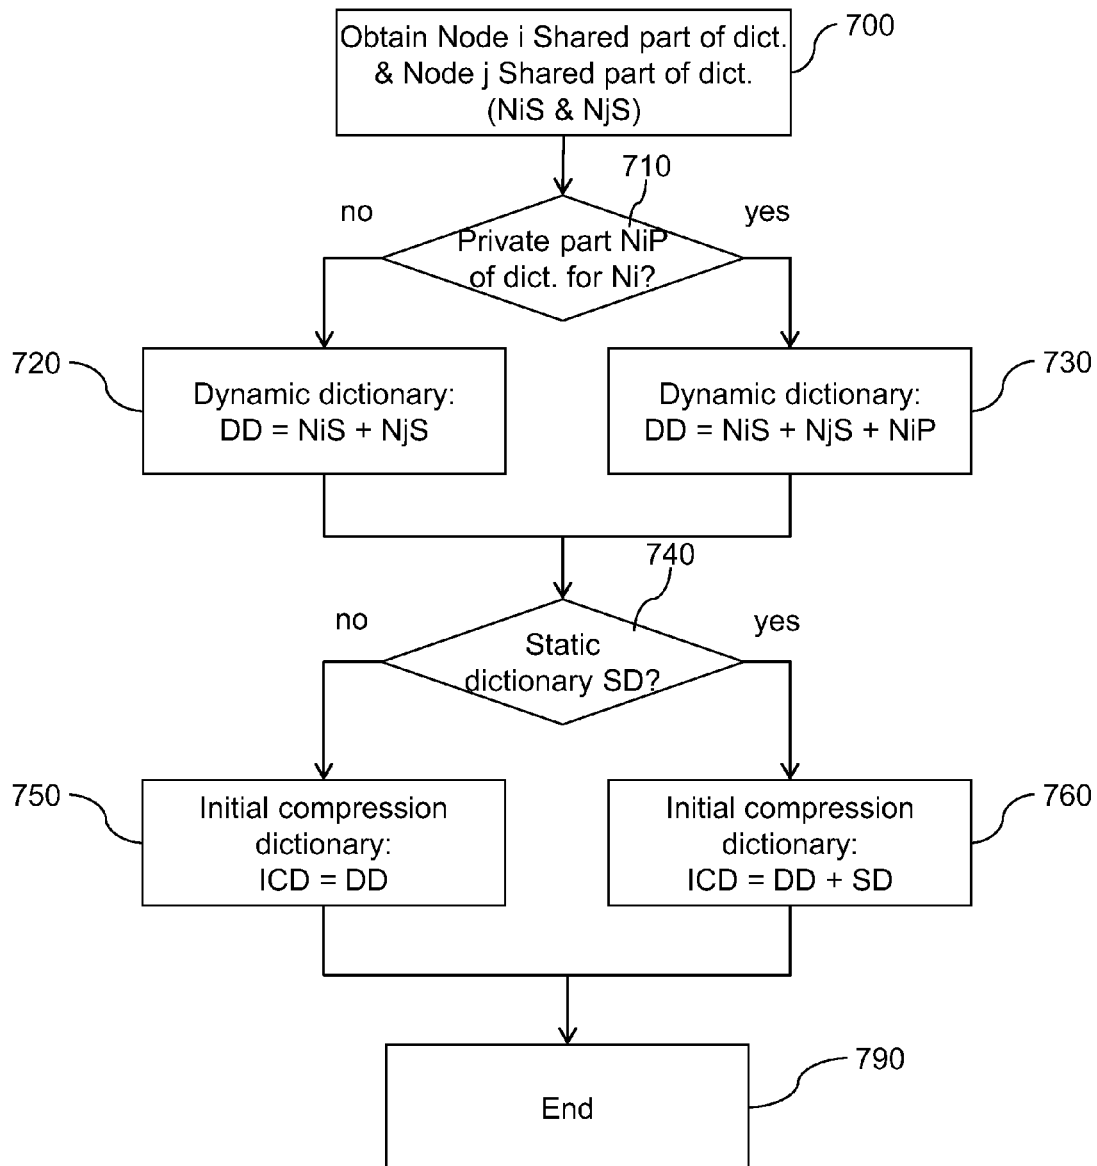 Obtain Node i Shared part of dict.
& Node j Shared part of dict.
(NiS & NjS)
700
710
no
yes
Private part NiP
of dict. for Ni?
720
Dynamic dictionary:
DD = NiS + NjS
Dynamic dictionary:
DD = NiS + NjS + NiP
730
740
no
yes
Static
dictionary SD?
750
Initial compression
dictionary:
ICD = DD
Initial compression
dictionary:
ICD = DD + SD
760
End
790